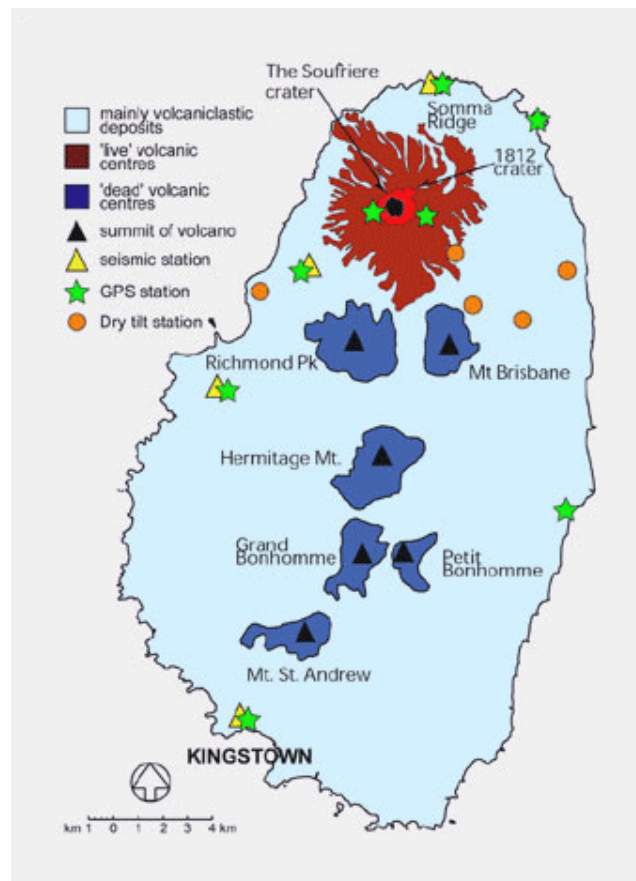 The Soufriere
crater
Somma
Ridge
mainly volcaniclastic
deposits
'live' volcanic
centres
1812
crater
'dead' volcanic
centres
summit of volcano
seismic station
GPS station
Dry tilt station
Richmond Pk
Mt Brisbane
Hermitage Mt.
Grand
Bonhomme
Petit
Bonhomme
Mt. St. Andrew
KINGSTOWN
km 1 0 1 2 3 4 km